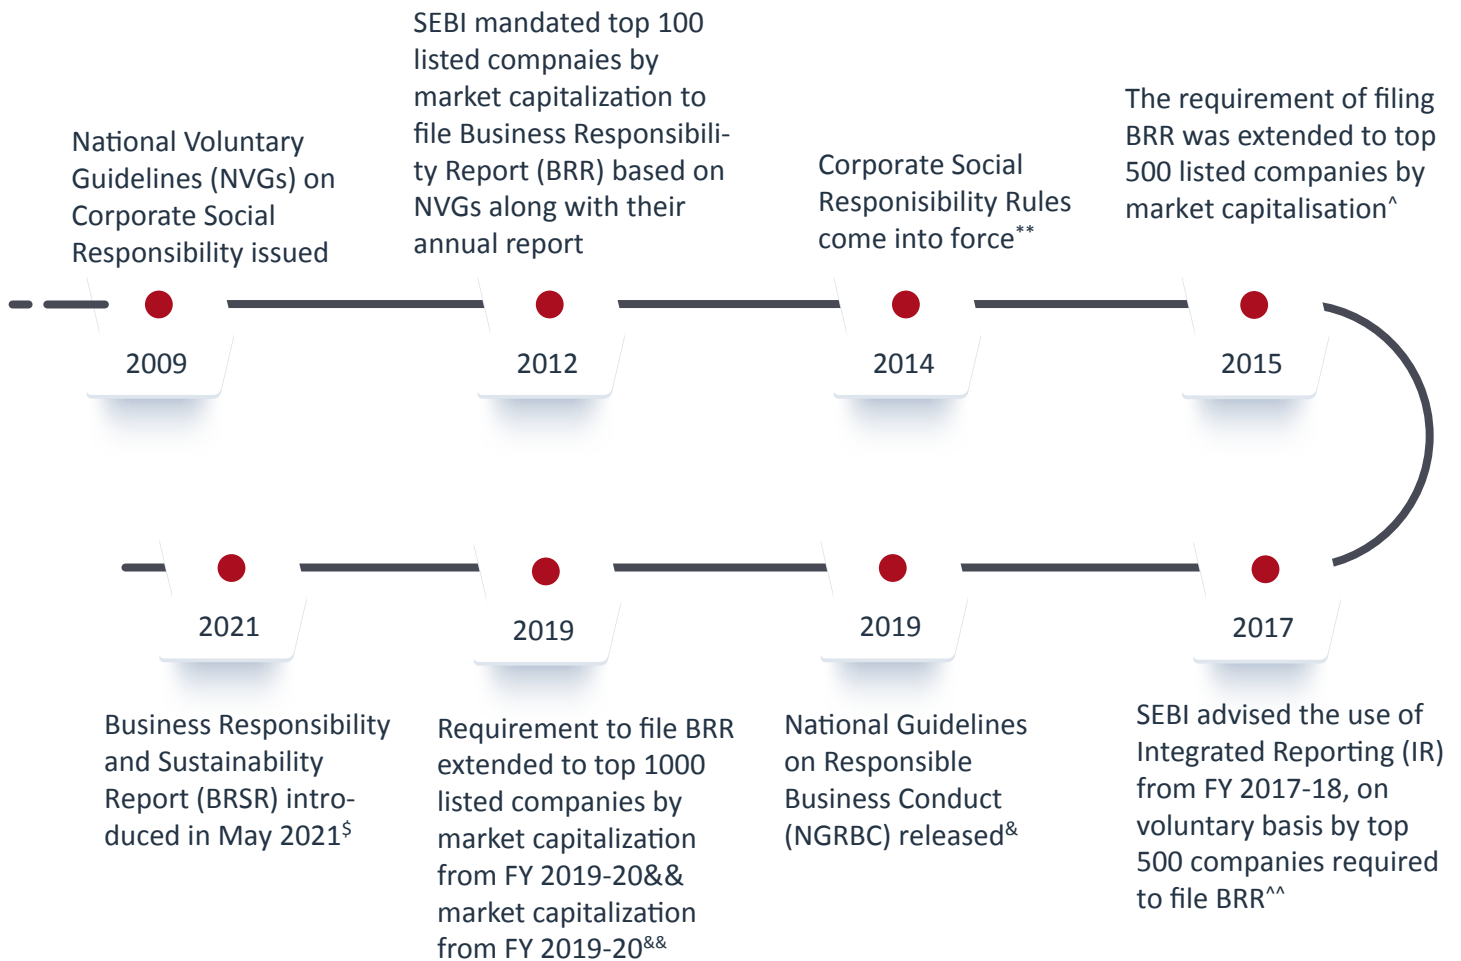 National Voluntary
Guidelines (NVGs) on
Corporate Social
Responsibility issued
2009
SEBI mandated top 100
listed compnaies by
market capitalization to
file Business Responsibili-
ty Report (BRR) based on
NVGs along with their
annual report
2012
Corporate Social
Responisibility Rules
come into force**
2014
The requirement of filing
BRR was extended to top
500 listed companies by
market capitalisation^
2015
2017
SEBI advised the use of
Integrated Reporting (IR)
from FY 2017-18, on
voluntary basis by top
500 companies required
to file BRR^^
2019
National Guidelines
on Responsible
Business Conduct
(NGRBC) released&
2019
Requirement to file BRR
extended to top 1000
listed companies by
market capitalization
from FY 2019-20&&
market capitalization
from FY 2019-20&&
2021
Business Responsibility
and Sustainability
Report (BRSR) intro-
duced in May 2021$